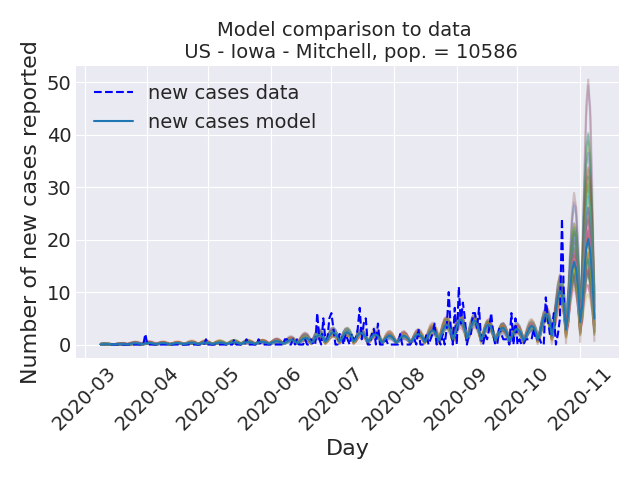 Model comparison to data
US - Iowa - Mitchell, pop. = 10586
new cases data
new cases model
Number of new cases reported
50
40
30
20
10
0
2020-03
2020-04
2020-05
2020-06
2020-07
2020-08
2020-09
2020-10
2020-11
Day